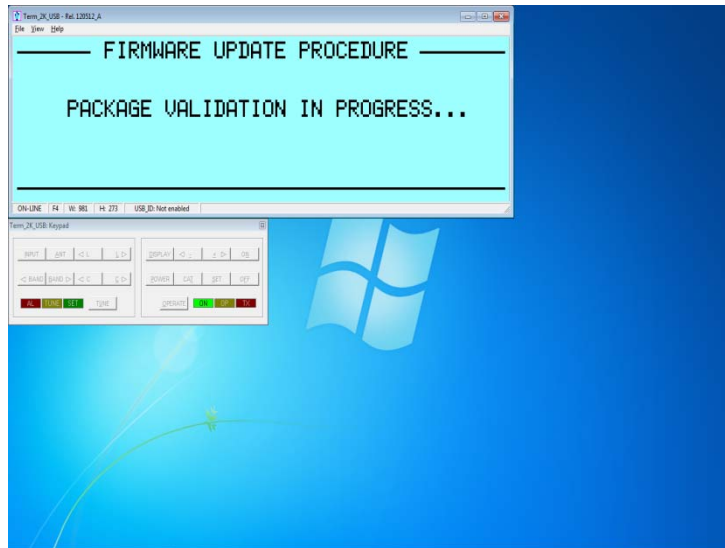 Term_2K_USB - Rel. 120512_A
File View Help
FIRMWARE UPDATE PROCEDURE
PACKAGE VALIDATION IN PROGRESS...
ON-LINE F4 W: 981 H: 273 USB_ID: Not enabled
Term_2K_USB: Keypad
INPUT ANT ◁ L L ▷ DISPLAY ◁ - + ▷ ON
◁ BAND BAND ▷ ◁ C C ▷ POWER CAT SET OFF
AL TUNE SET TUNE OPERATE ON OP TX